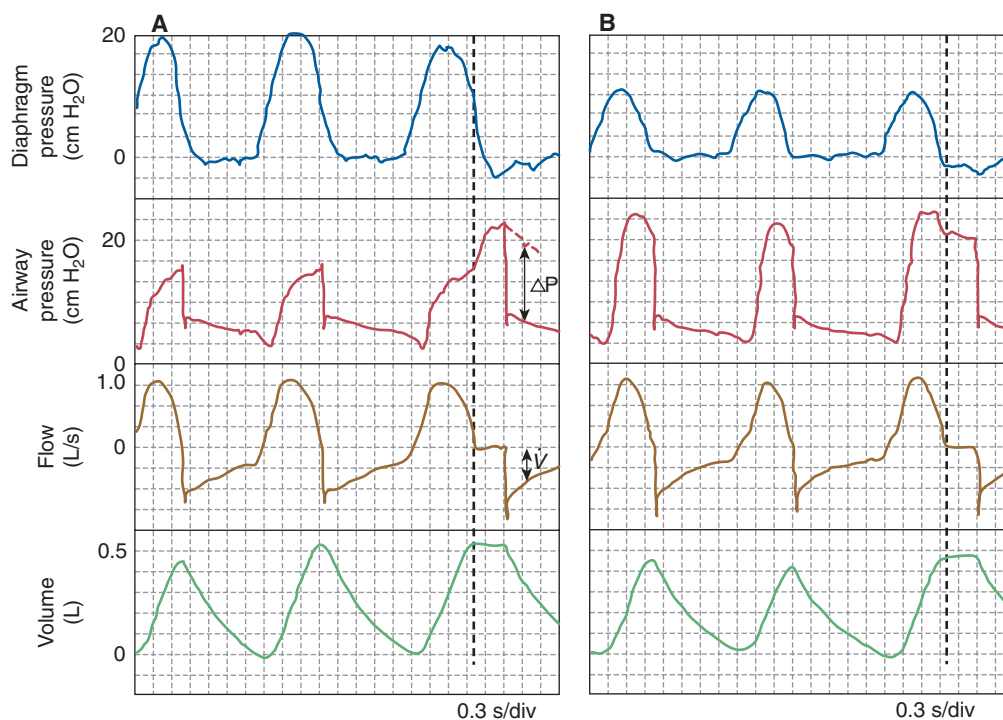 A
B
Diaphragm
pressure
(cm H₂O)
20
0
Airway
pressure
(cm H₂O)
20
0
△P
Flow
(L/s)
1.0
0
V̇
Volume
(L)
0.5
0
0.3 s/div
0.3 s/div